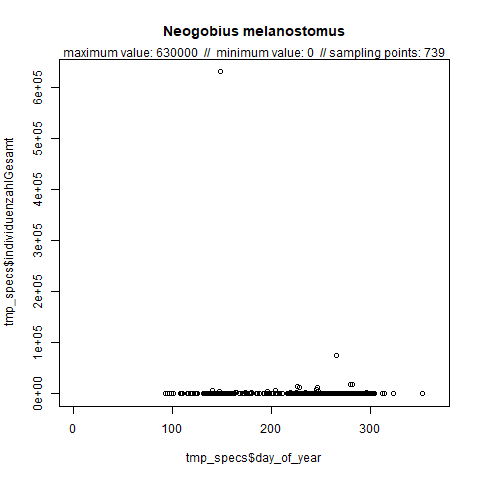 Neogobius melanostomus
maximum value: 630000 // minimum value: 0 // sampling points: 739
tmp_specs$individuenzahlGesamt
6e+05
5e+05
4e+05
3e+05
2e+05
1e+05
0e+00
0 100 200 300
tmp_specs$day_of_year